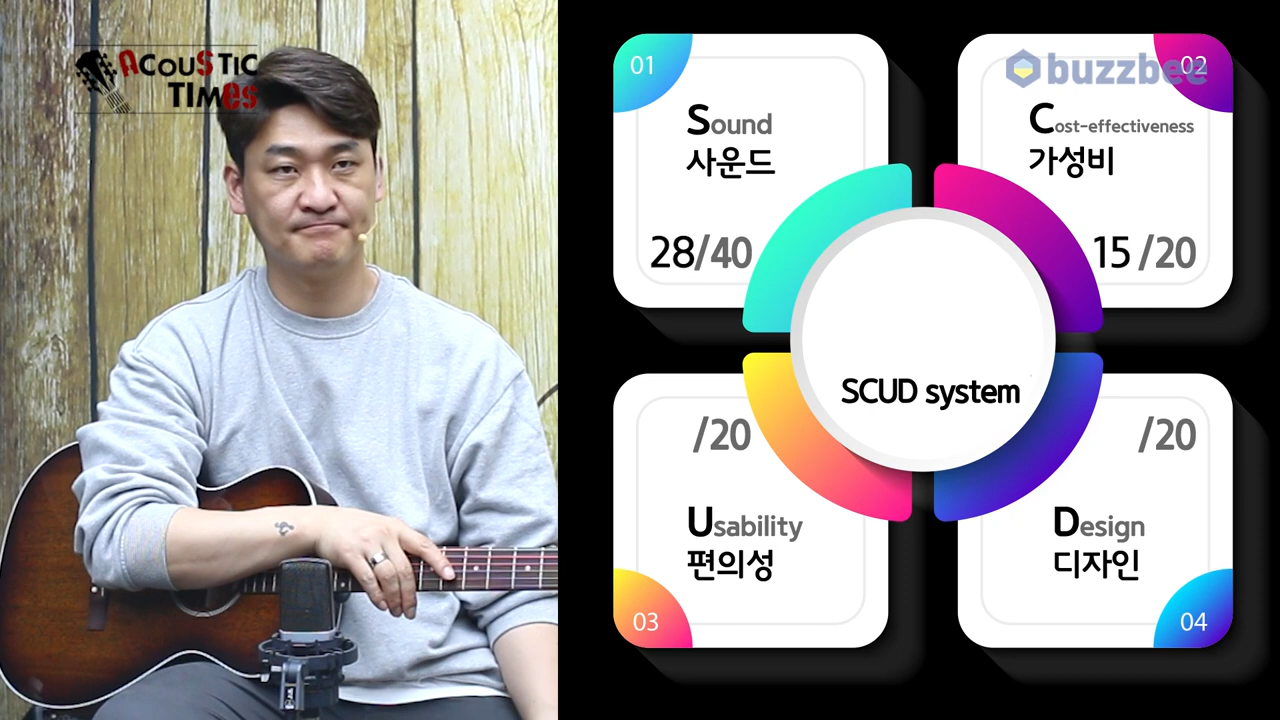 ACOUSTIC
TIMES
01
Sound
사운드
28/40
buzzbee
02
Cost-effectiveness
가성비
15 /20
SCUD system
/20
Usability
편의성
03
/20
Design
디자인
04